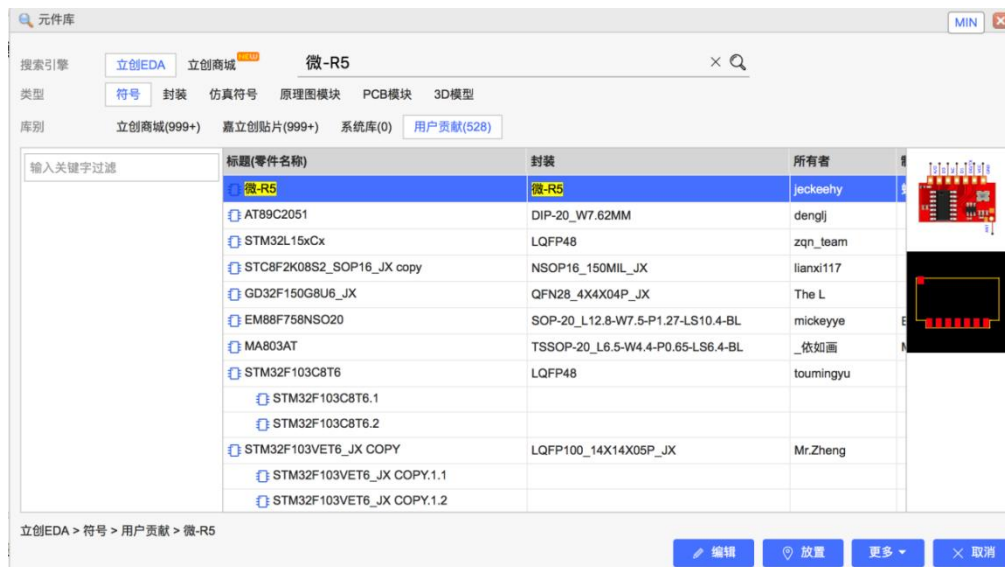 元件库
MIN
搜索引擎 立创EDA 立创商城 NEW 微-R5
类型 符号 封装 仿真符号 原理图模块 PCB模块 3D模型
库别 立创商城(999+) 嘉立创贴片(999+) 系统库(0) 用户贡献(528)
输入关键字过滤
标题(零件名称) 封装 所有者
微-R5 微-R5 jeckeehy
AT89C2051 DIP-20_W7.62MM denglj
STM32L15xCx LQFP48 zqn_team
STC8F2K08S2_SOP16_JX copy NSOP16_150MIL_JX lianxi117
GD32F150G8U6_JX QFN28_4X4X04P_JX The L
EM88F758NSO20 SOP-20_L12.8-W7.5-P1.27-LS10.4-BL mickeyye
MA803AT TSSOP-20_L6.5-W4.4-P0.65-LS6.4-BL _依如画
STM32F103C8T6 LQFP48 toumingyu
STM32F103C8T6.1
STM32F103C8T6.2
STM32F103VET6_JX COPY LQFP100_14X14X05P_JX Mr.Zheng
STM32F103VET6_JX COPY.1.1
STM32F103VET6_JX COPY.1.2
立创EDA > 符号 > 用户贡献 > 微-R5
编辑 放置 更多 取消